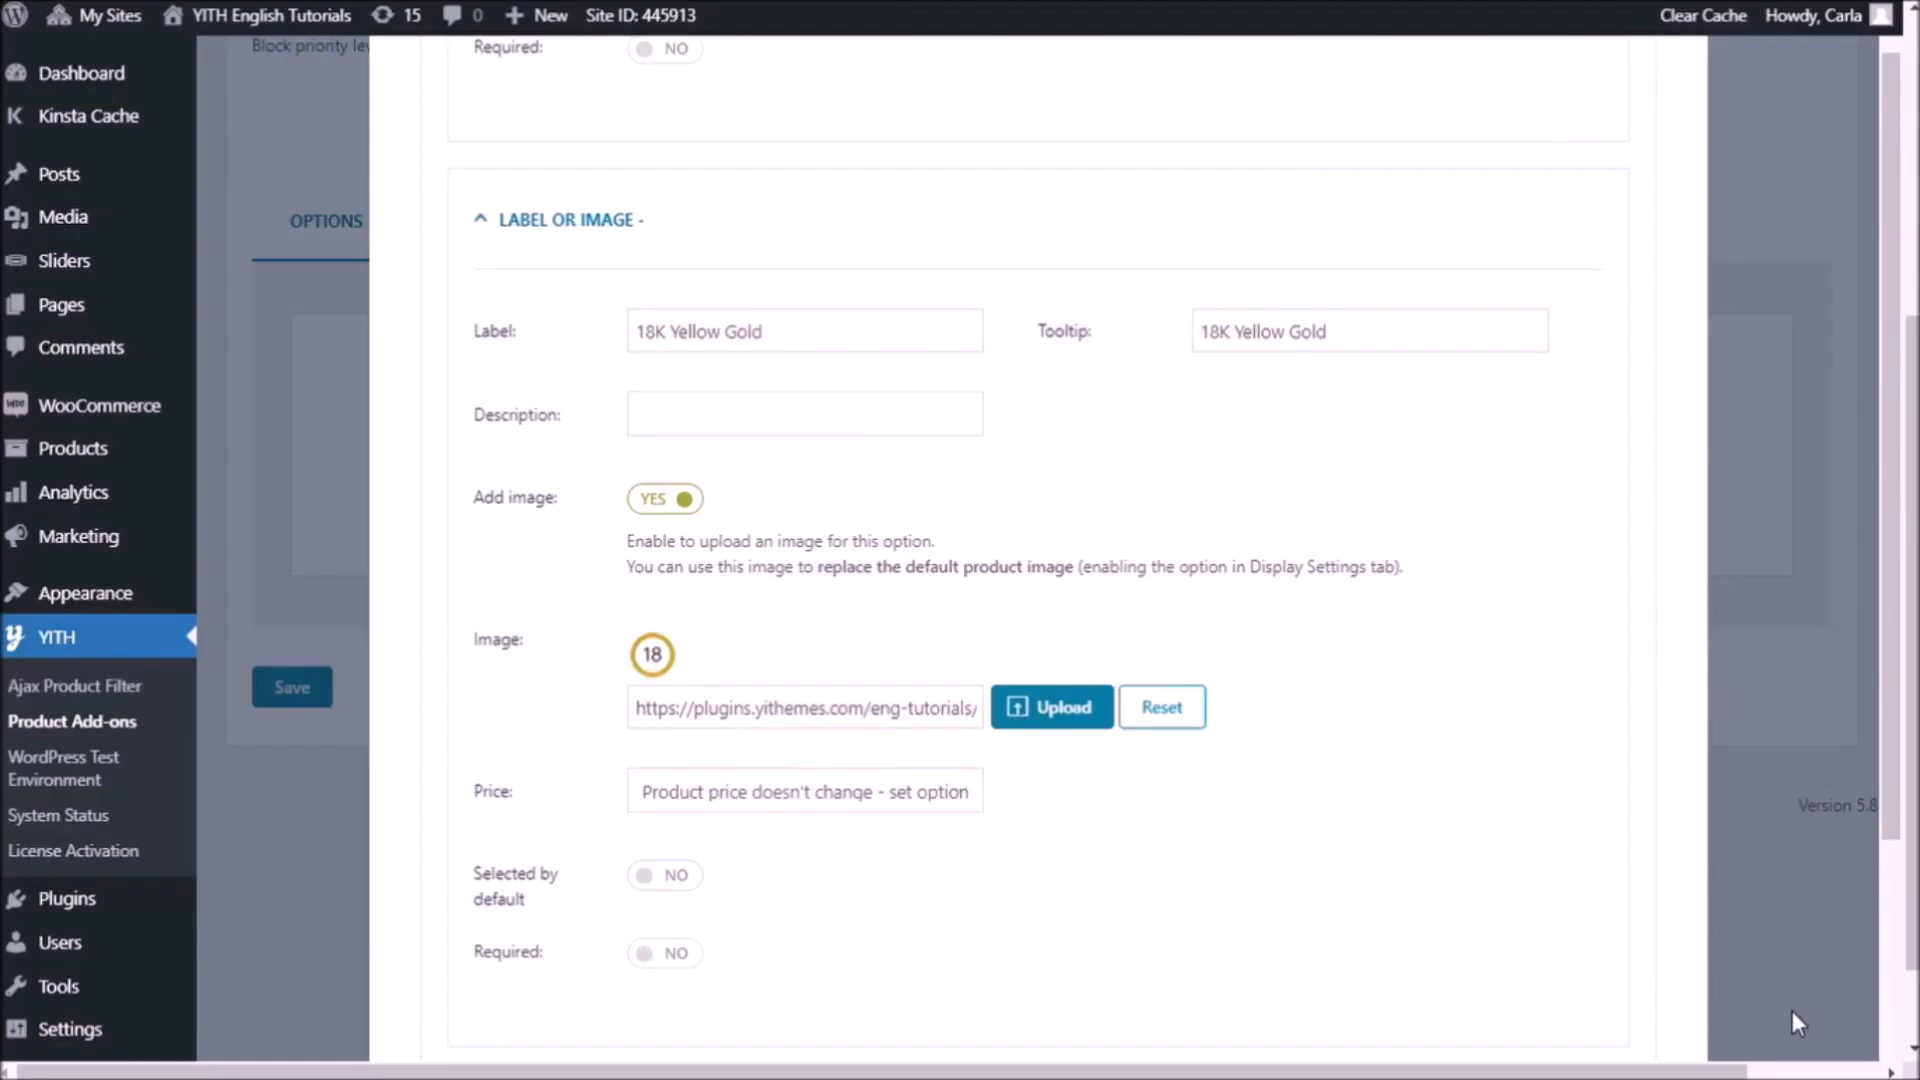 My Sites
YITH English Tutorials
15
0
New
Site ID: 445913
Clear Cache
Howdy, Carla
Dashboard
Kinsta Cache
Posts
Media
Sliders
Pages
Comments
WooCommerce
Products
Analytics
Marketing
Appearance
YITH
Ajax Product Filter
Product Add-ons
WordPress Test
Environment
System Status
License Activation
Plugins
Users
Tools
Settings
Block priority le
OPTIONS
Save
Required:
NO
LABEL OR IMAGE -
Label:
18K Yellow Gold
Tooltip:
18K Yellow Gold
Description:
Add image:
YES
Enable to upload an image for this option.
You can use this image to replace the default product image (enabling the option in Display Settings tab).
Image:
18
https://plugins.yithemes.com/eng-tutorials/
Upload
Reset
Price:
Product price doesn't change - set option
Selected by
default
NO
Required:
NO
Version 5.8